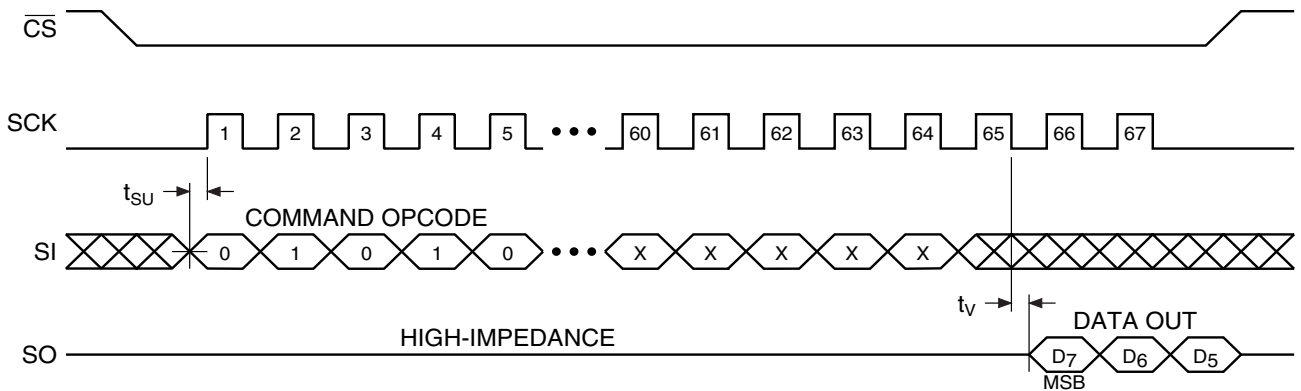 C̅S̅
SCK 1 2 3 4 5 ••• 60 61 62 63 64 65 66 67
tSU
COMMAND OPCODE
SI 0 1 0 1 0 ••• X X X X X
tV
HIGH-IMPEDANCE
DATA OUT
SO D7 D6 D5
MSB